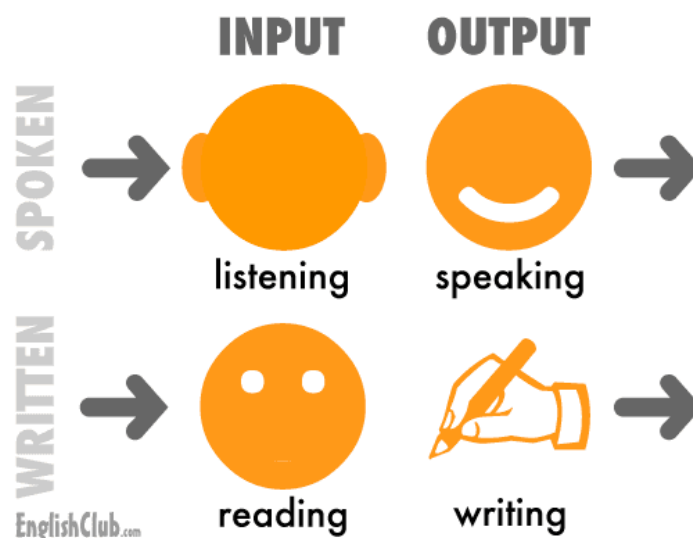 INPUT OUTPUT
SPOKEN
listening speaking
WRITTEN
reading writing
EnglishClub.com